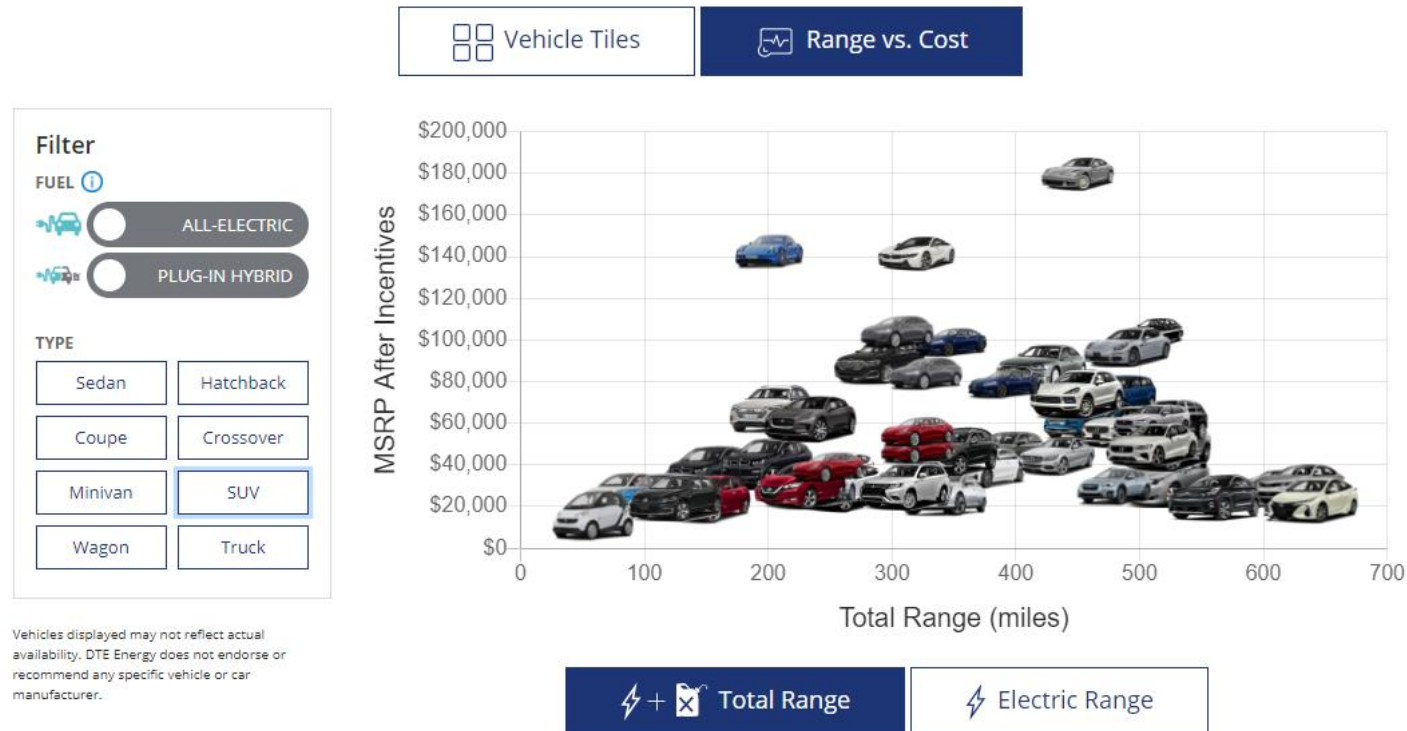 Vehicle Tiles
Range vs. Cost
Filter
FUEL
ALL-ELECTRIC
PLUG-IN HYBRID
TYPE
Sedan
Hatchback
Coupe
Crossover
Minivan
SUV
Wagon
Truck
Vehicles displayed may not reflect actual
availability. DTE Energy does not endorse or
recommend any specific vehicle or car
manufacturer.
MSRP After Incentives
$200,000
$180,000
$160,000
$140,000
$120,000
$100,000
$80,000
$60,000
$40,000
$20,000
$0
0 100 200 300 400 500 600 700
Total Range (miles)
+ Total Range
Electric Range